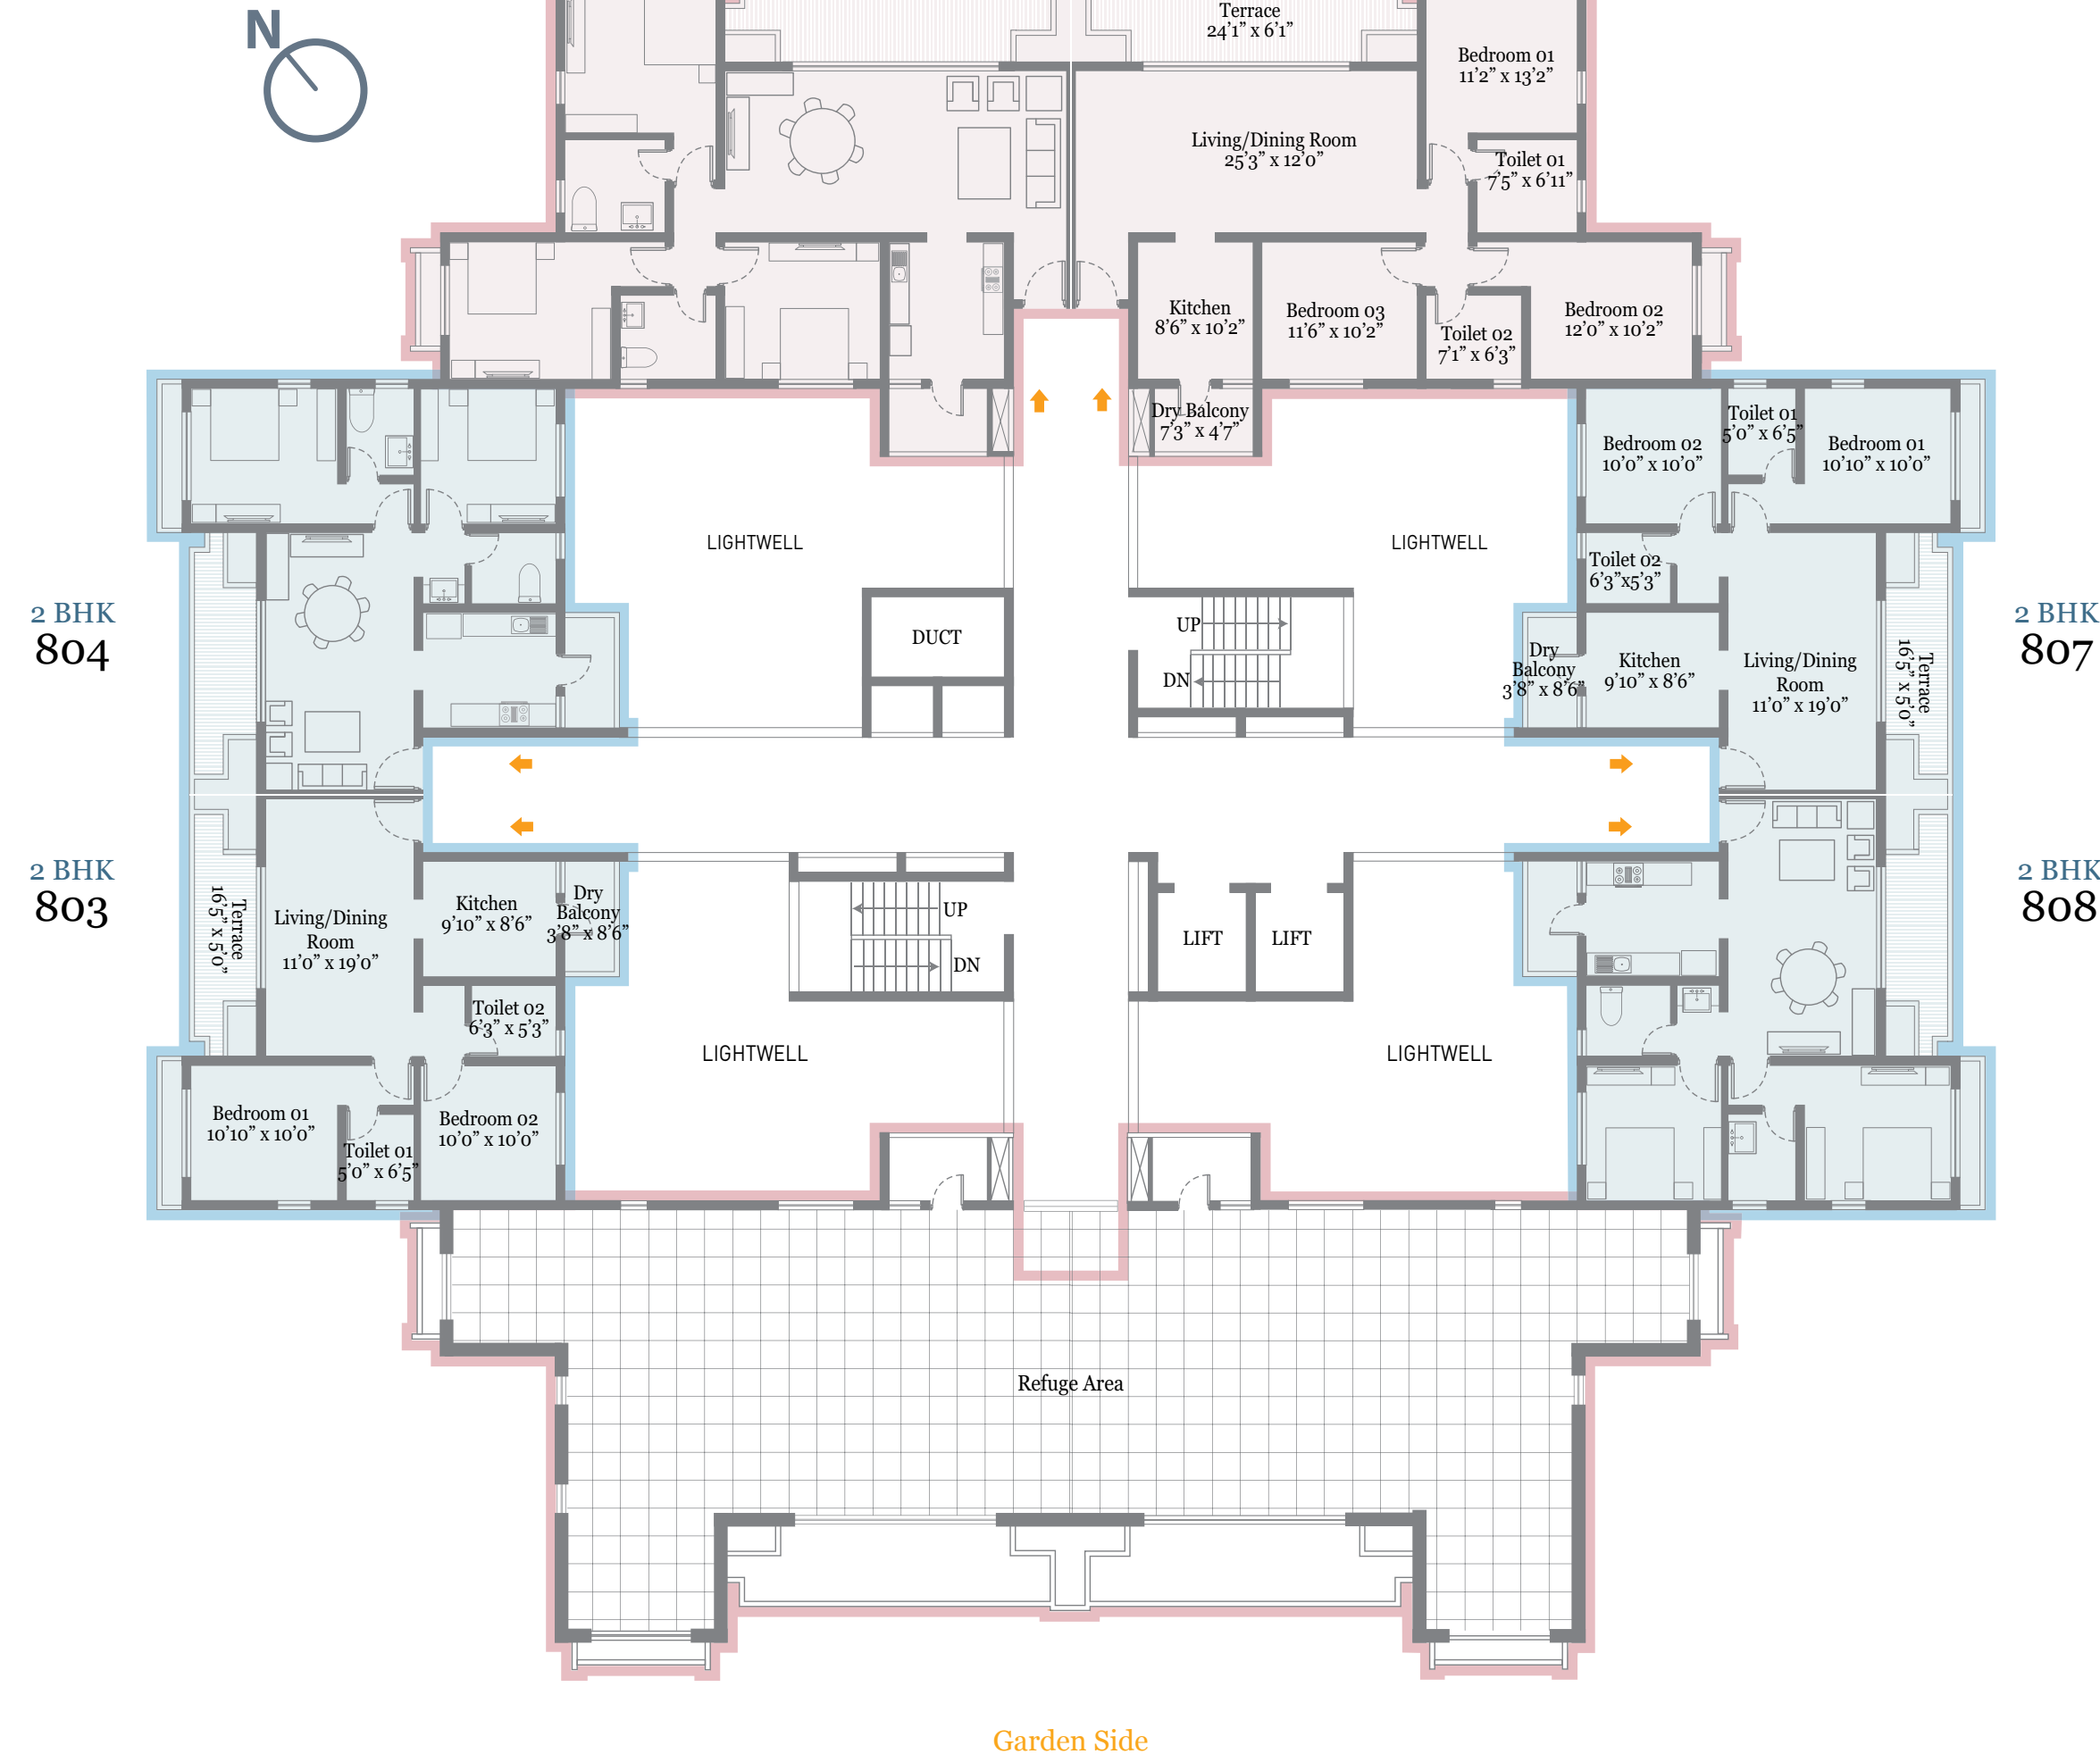 N
Terrace
24’1” x 6’1”
Bedroom 01
11’2” x 13’2”
Living/Dining Room
25’3” x 12’0”
Toilet 01
7’5” x 6’11”
Kitchen
8’6” x 10’2”
Bedroom 03
11’6” x 10’2”
Toilet 02
7’1” x 6’3”
Bedroom 02
12’0” x 10’2”
Dry Balcony
7’3” x 4’7”
Bedroom 02
10’0” x 10’0”
Toilet 01
5’0” x 6’5”
Bedroom 01
10’10” x 10’0”
LIGHTWELL
LIGHTWELL
Toilet 02
6’3”x5’3”
2 BHK
804
DUCT
UP
DN
Dry
Balcony
3’8” x 8’6”
Kitchen
9’10” x 8’6”
Living/Dining
Room
11’0” x 19’0”
Terrace
16’5” x 5’0”
2 BHK
807
2 BHK
803
Terrace
16’5” x 5’0”
Living/Dining
Room
11’0” x 19’0”
Kitchen
9’10” x 8’6”
Dry
Balcony
3’8” x 8’6”
UP
DN
LIFT
LIFT
2 BHK
808
Toilet 02
6’3” x 5’3”
LIGHTWELL
LIGHTWELL
Bedroom 01
10’10” x 10’0”
Toilet 01
5’0” x 6’5”
Bedroom 02
10’0” x 10’0”
Refuge Area
Garden Side